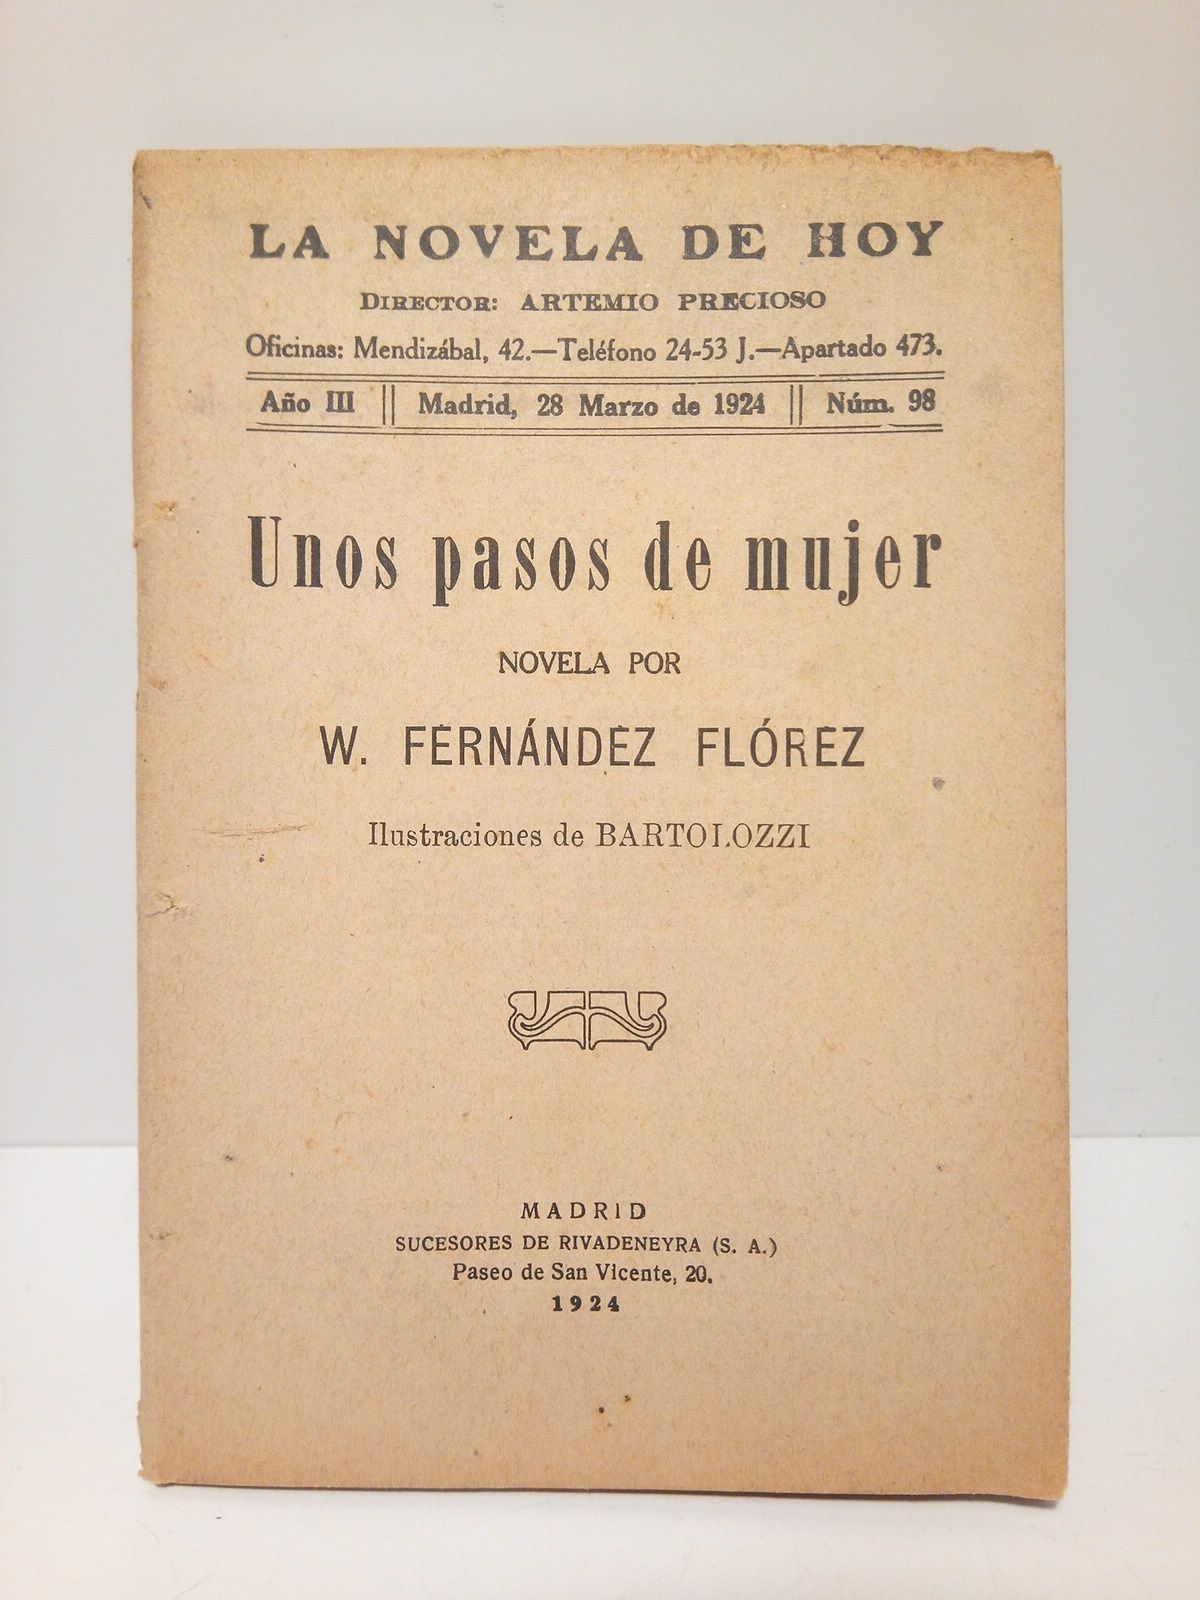 LA NOVELA DE HOY
DIRECTOR: ARTEMIO PRECIOSO
Oficinas: Mendizábal, 42.—Teléfono 24-53 J.—Apartado 473.
Año III || Madrid, 28 Marzo de 1924 || Núm. 98
Unos pasos de mujer
NOVELA POR
W. FERNÁNDEZ FLÓREZ
Ilustraciones de BARTOLOZZI
MADRID
SUCESORES DE RIVADENEYRA (S. A.)
Paseo de San Vicente, 20.
1924